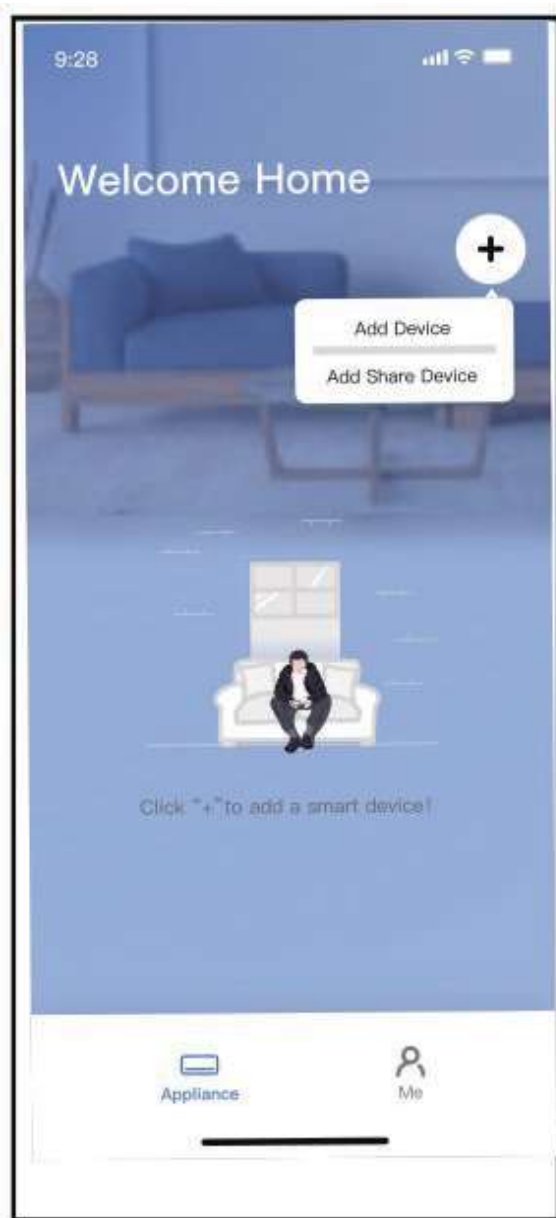 9:28
Welcome Home
+
Add Device
Add Share Device
Click "+"to add a smart device!
Appliance
Me